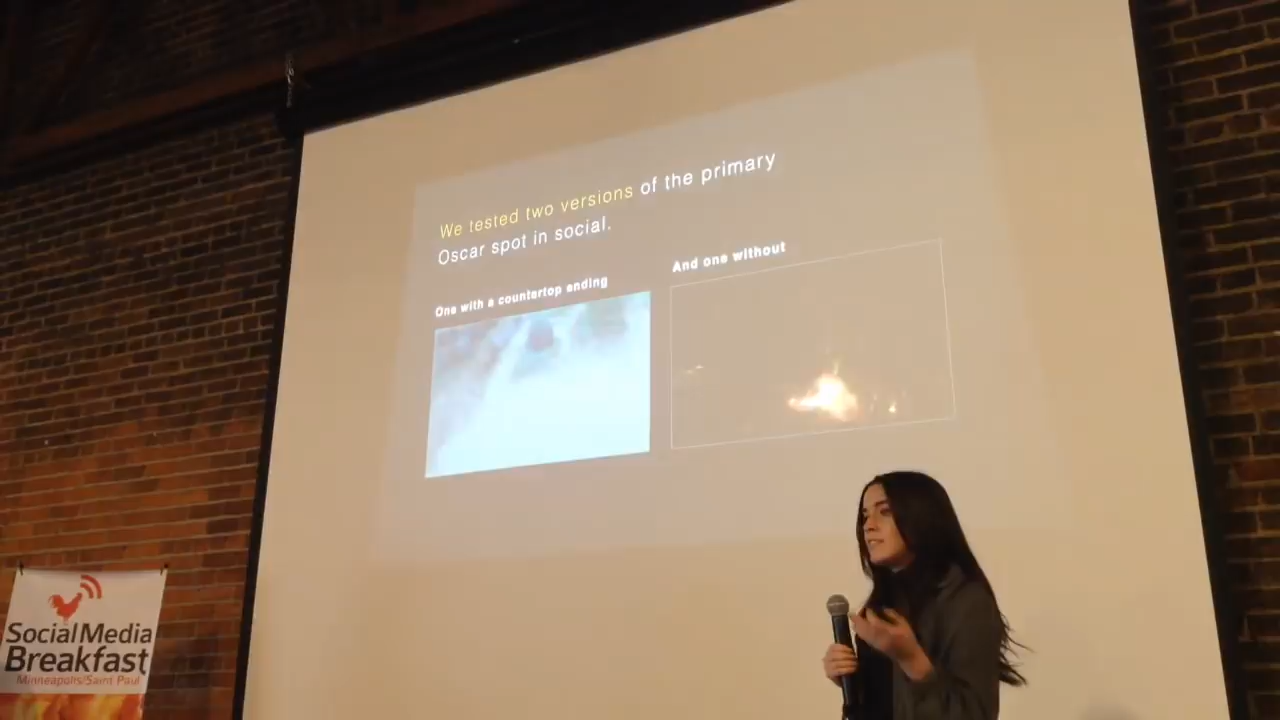 We tested two versions of the primary
Oscar spot in social.
One with a countertop ending
And one without
Social Media
Breakfast
Minneapolis/Saint Paul